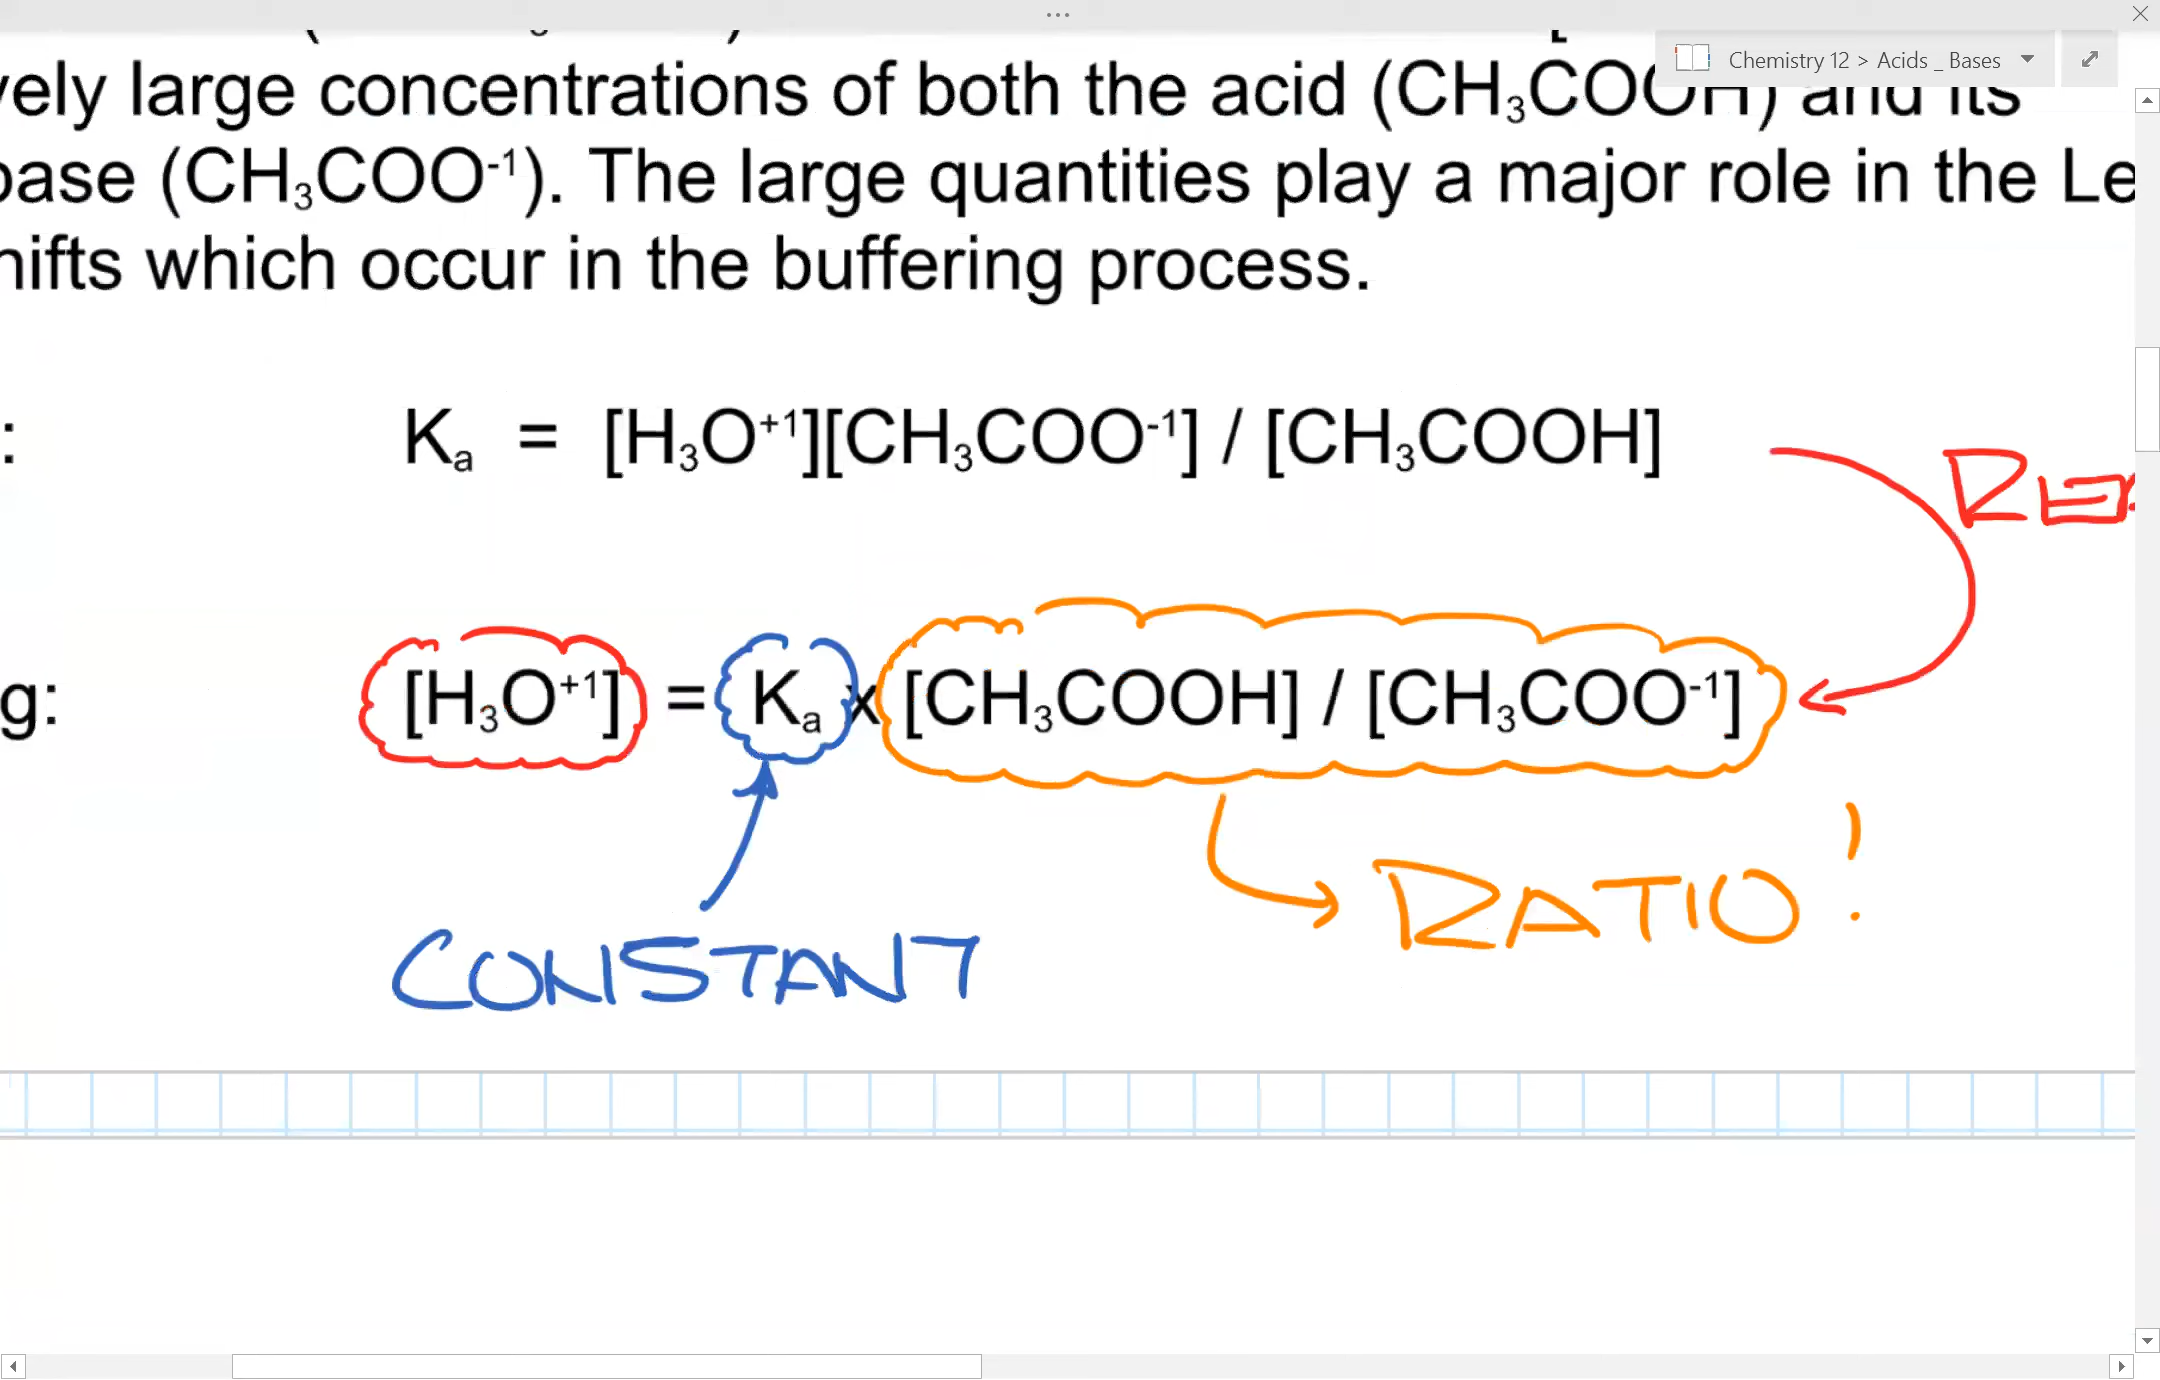 Chemistry 12 > Acids _ Bases
vely large concentrations of both the acid (CH₃COOH) and its
base (CH₃COO⁻¹). The large quantities play a major role in the Le
hifts which occur in the buffering process.
: Kₐ = [H₃O⁺¹][CH₃COO⁻¹] / [CH₃COOH]
g: [H₃O⁺¹] = Kₐ x [CH₃COOH] / [CH₃COO⁻¹]
RATIO!
CONSTANT